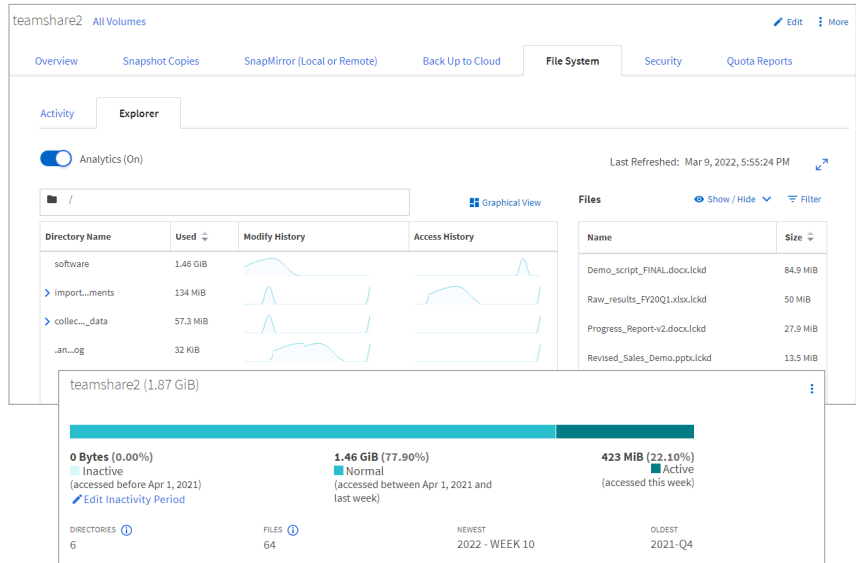 teamshare2 All Volumes
Edit More
Overview Snapshot Copies SnapMirror (Local or Remote) Back Up to Cloud File System Security Quota Reports
Activity Explorer
Analytics (On)
Last Refreshed: Mar 9, 2022, 5:55:24 PM
/
Graphical View
Files Show / Hide Filter
Directory Name Used Modify History Access History
Name Size
software 1.46 GiB
Demo_script_FINAL.docx.lckd 84.9 MiB
import...ments 134 MiB
Raw_results_FY20Q1.xlsx.lckd 50 MiB
collec..._data 57.3 MiB
Progress_Report-v2.docx.lckd 27.9 MiB
.an...og 32 KiB
Revised_Sales_Demo.pptx.lckd 13.5 MiB
teamshare2 (1.87 GiB)
0 Bytes (0.00%)
Inactive
(accessed before Apr 1, 2021)
Edit Inactivity Period
1.46 GiB (77.90%)
Normal
(accessed between Apr 1, 2021 and
last week)
423 MiB (22.10%)
Active
(accessed this week)
DIRECTORIES FILES NEWEST OLDEST
6 64 2022 - WEEK 10 2021-Q4